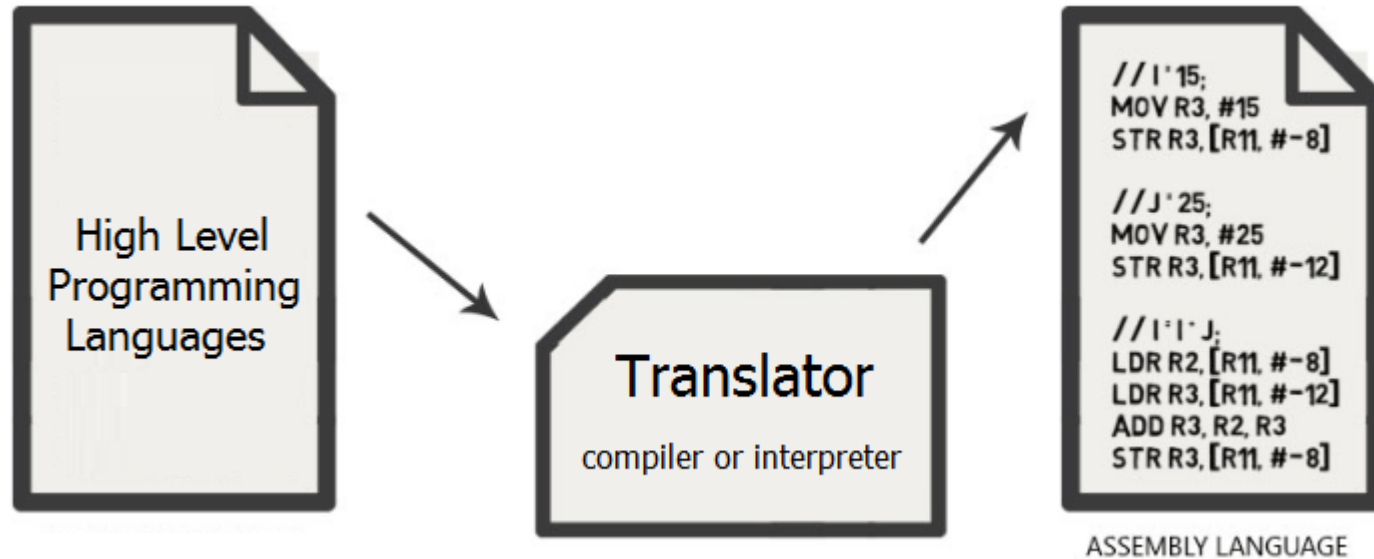 High Level
Programming
Languages
Translator
compiler or interpreter
//I·15;
MOV R3, #15
STR R3, [R11, #-8]
//J·25;
MOV R3, #25
STR R3, [R11, #-12]
//I·I·J;
LDR R2, [R11, #-8]
LDR R3, [R11, #-12]
ADD R3, R2, R3
STR R3, [R11, #-8]
ASSEMBLY LANGUAGE